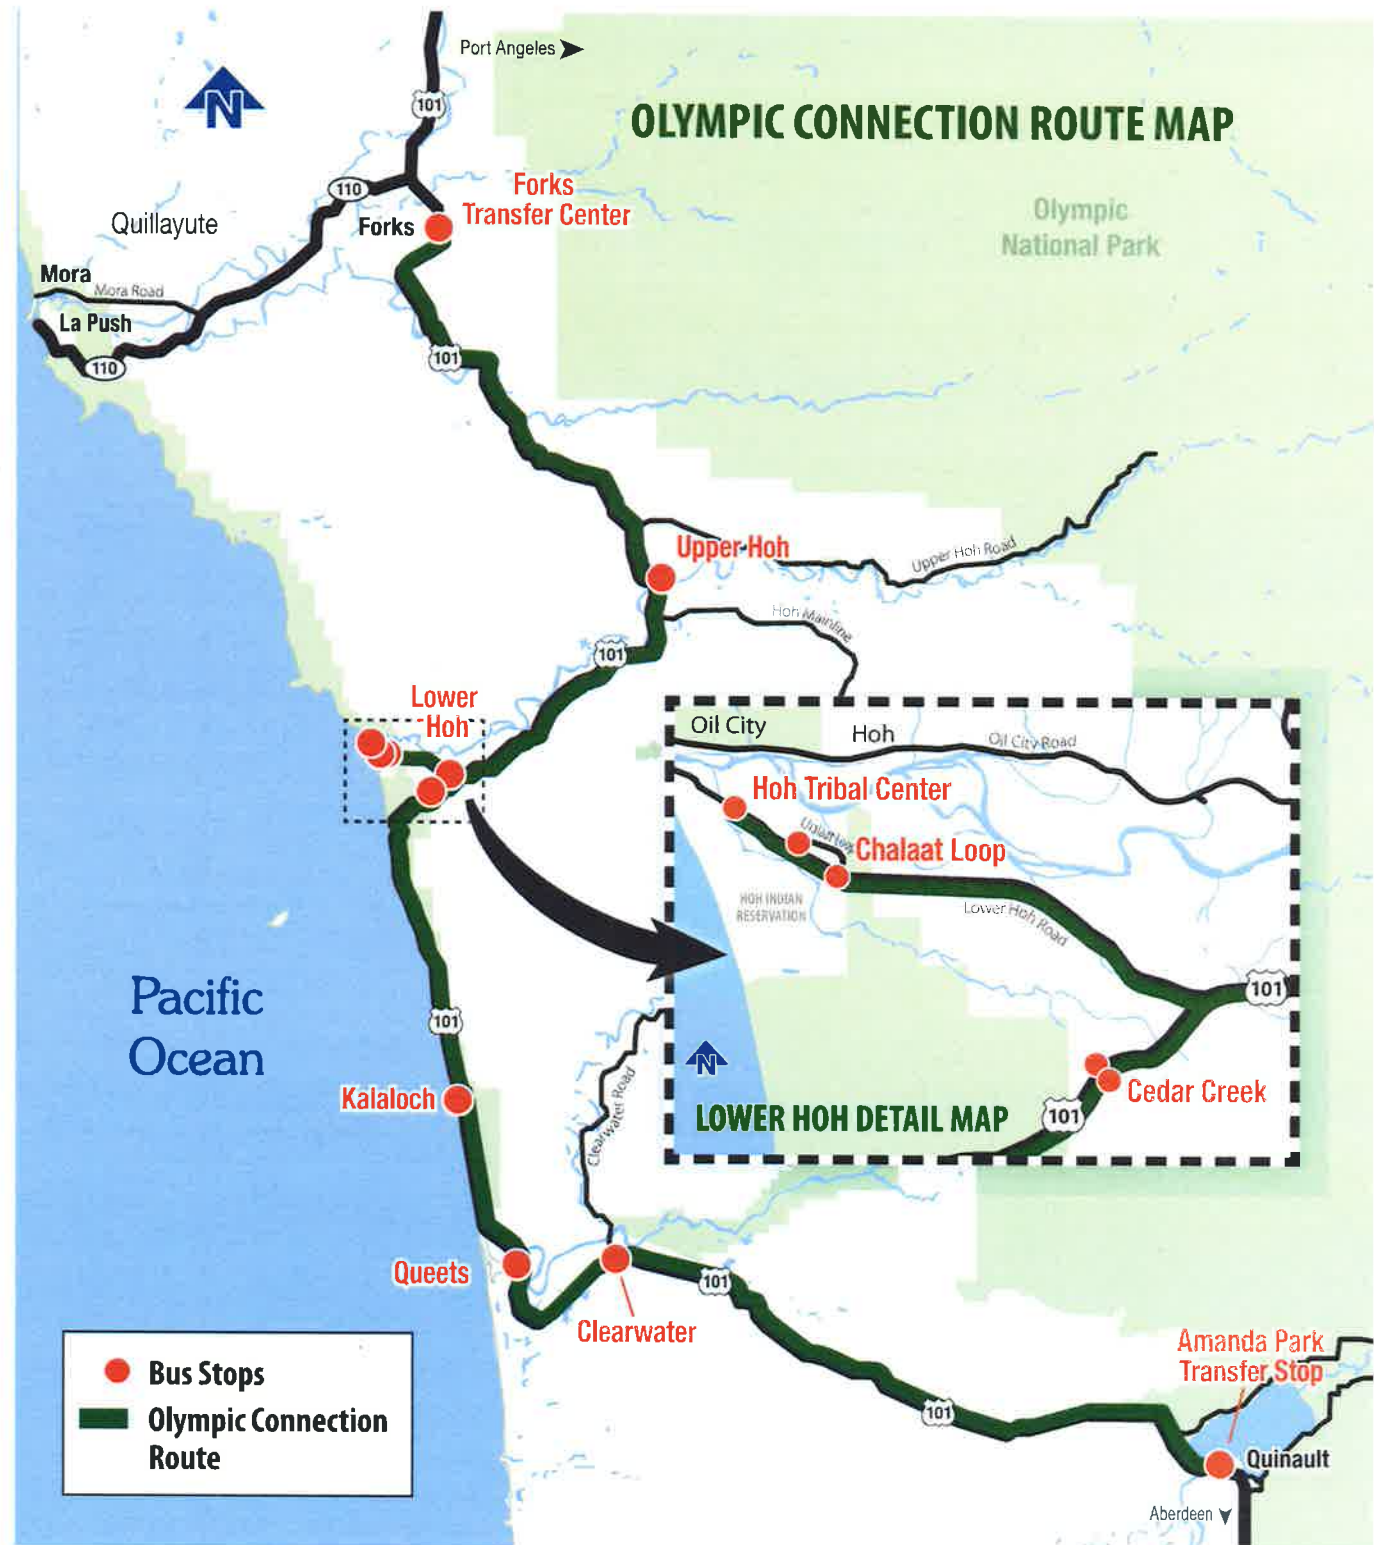 Port Angeles
N
101
OLYMPIC CONNECTION ROUTE MAP
110
Forks
Transfer Center
Forks
Quillayute
Olympic
National Park
Mora
Mora Road
La Push
110
101
Upper Hoh
Upper Hoh Road
Hoh Mainline
101
Lower
Hoh
Oil City
Hoh
Oil City Road
Hoh Tribal Center
Chalaat Loop
HOH INDIAN
RESERVATION
Lower Hoh Road
101
Pacific
Ocean
101
N
Cedar Creek
101
LOWER HOH DETAIL MAP
Kalaloch
Clearwater Road
Queets
101
Clearwater
Amanda Park
Transfer Stop
Bus Stops
Olympic Connection
Route
101
Quinault
Aberdeen